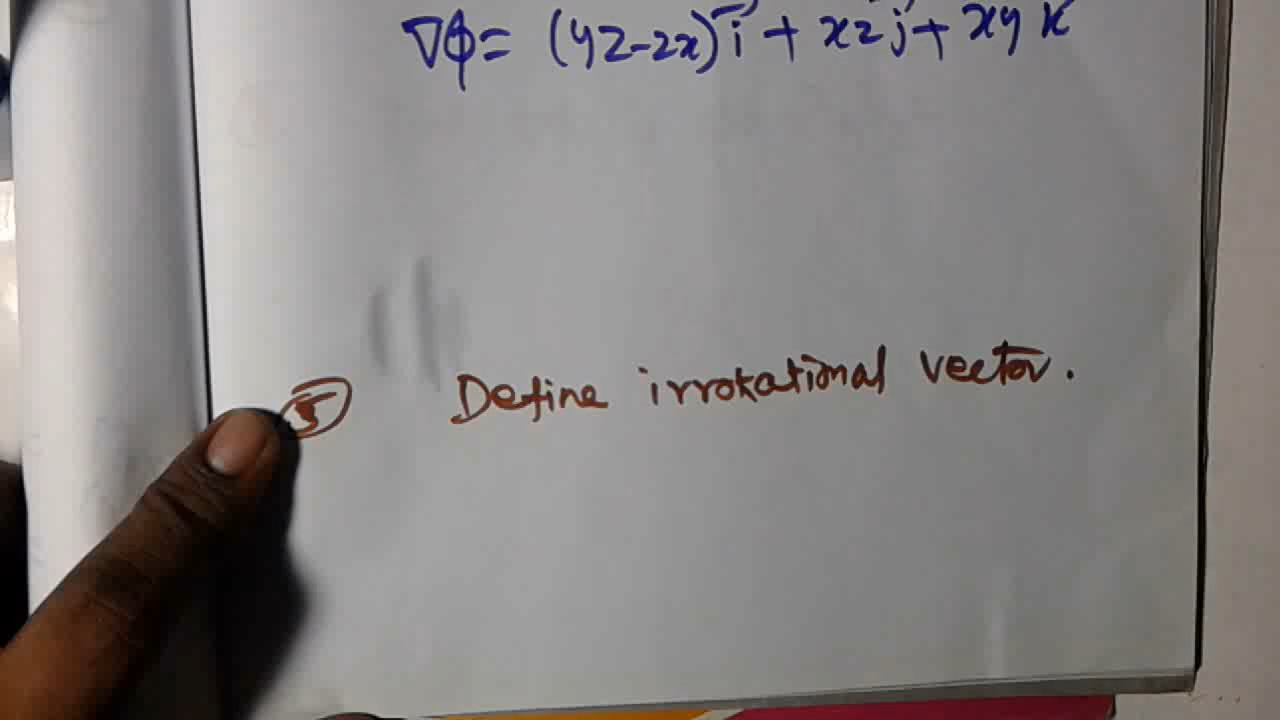 ∇φ = (yz-2x) i⃗ + xz j⃗ + xy k⃗
⑤ Define irrotational vector.